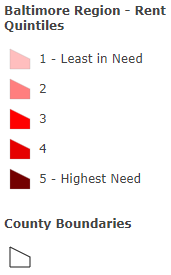 Baltimore Region - Rent
Quintiles
1 - Least in Need
2
3
4
5 - Highest Need
County Boundaries